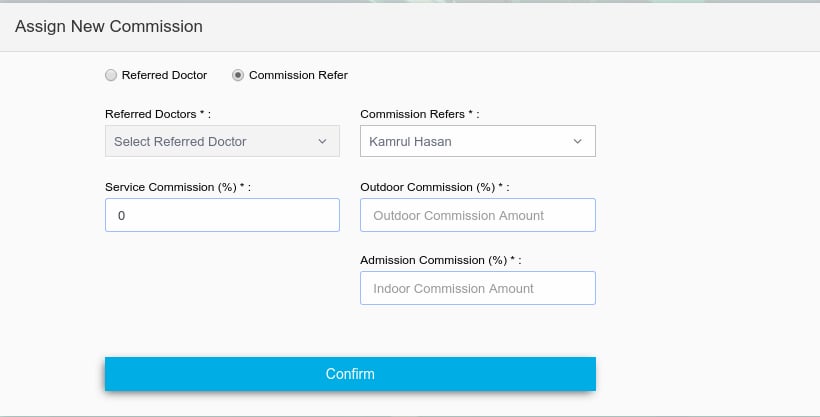 Assign New Commission
Referred Doctor
Commission Refer
Referred Doctors * :
Commission Refers * :
Select Referred Doctor
Kamrul Hasan
Service Commission (%) * :
Outdoor Commission (%) * :
0
Outdoor Commission Amount
Admission Commission (%) * :
Indoor Commission Amount
Confirm